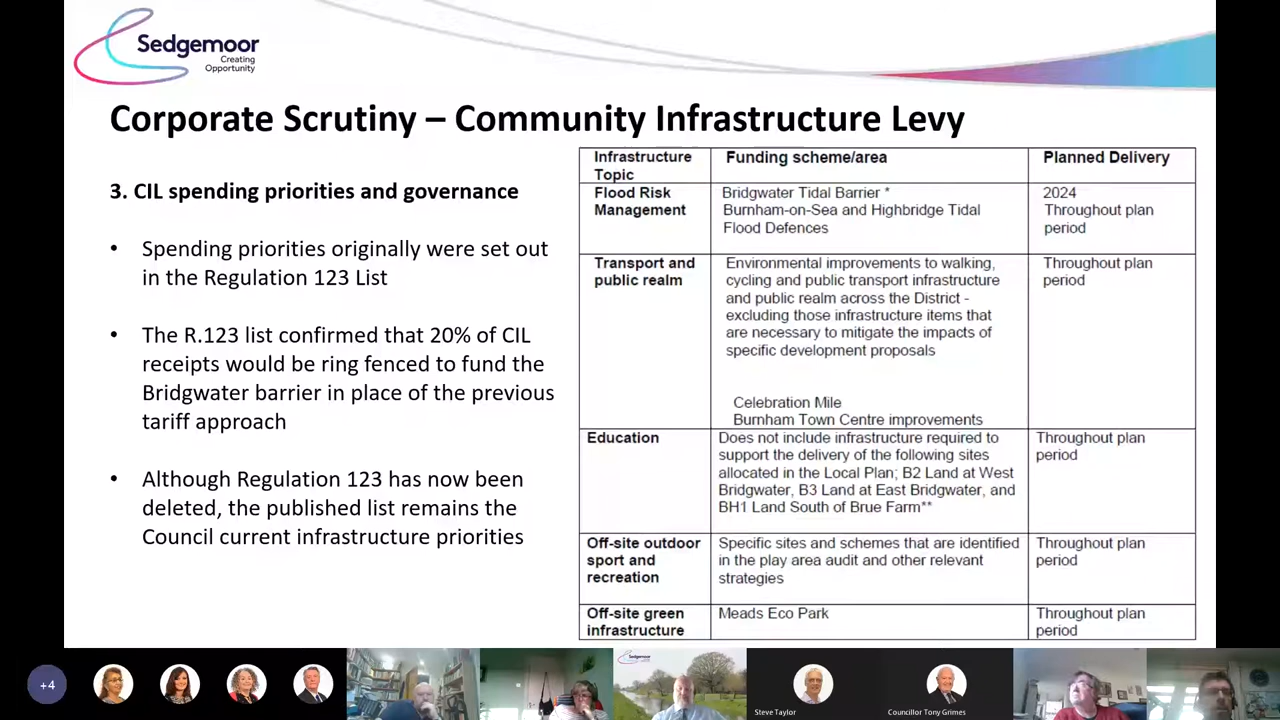 Sedgemoor
Creating
Opportunity
Corporate Scrutiny – Community Infrastructure Levy
3. CIL spending priorities and governance
• Spending priorities originally were set out
in the Regulation 123 List
• The R.123 list confirmed that 20% of CIL
receipts would be ring fenced to fund the
Bridgwater barrier in place of the previous
tariff approach
• Although Regulation 123 has now been
deleted, the published list remains the
Council current infrastructure priorities
Infrastructure
Topic
Funding scheme/area
Planned Delivery
Flood Risk
Management
Bridgwater Tidal Barrier *
Burnham-on-Sea and Highbridge Tidal
Flood Defences
2024
Throughout plan
period
Transport and
public realm
Environmental improvements to walking,
cycling and public transport infrastructure
and public realm across the District -
excluding those infrastructure items that
are necessary to mitigate the impacts of
specific development proposals
Celebration Mile
Burnham Town Centre improvements
Throughout plan
period
Education
Does not include infrastructure required to
support the delivery of the following sites
allocated in the Local Plan; B2 Land at West
Bridgwater, B3 Land at East Bridgwater, and
BH1 Land South of Brue Farm**
Throughout plan
period
Off-site outdoor
sport and
recreation
Specific sites and schemes that are identified
in the play area audit and other relevant
strategies
Throughout plan
period
Off-site green
infrastructure
Meads Eco Park
Throughout plan
period
+4
Sedgemoor
Steve Taylor
Councillor Tony Grimes